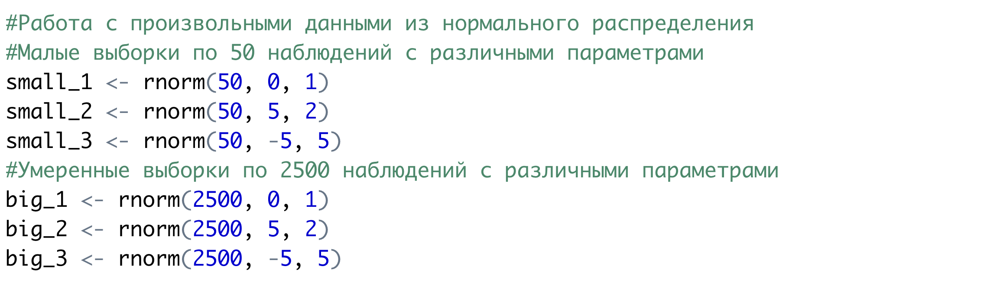 #Работа с произвольными данными из нормального распределения
#Малые выборки по 50 наблюдений с различными параметрами
small_1 <- rnorm(50, 0, 1)
small_2 <- rnorm(50, 5, 2)
small_3 <- rnorm(50, -5, 5)
#Умеренные выборки по 2500 наблюдений с различными параметрами
big_1 <- rnorm(2500, 0, 1)
big_2 <- rnorm(2500, 5, 2)
big_3 <- rnorm(2500, -5, 5)